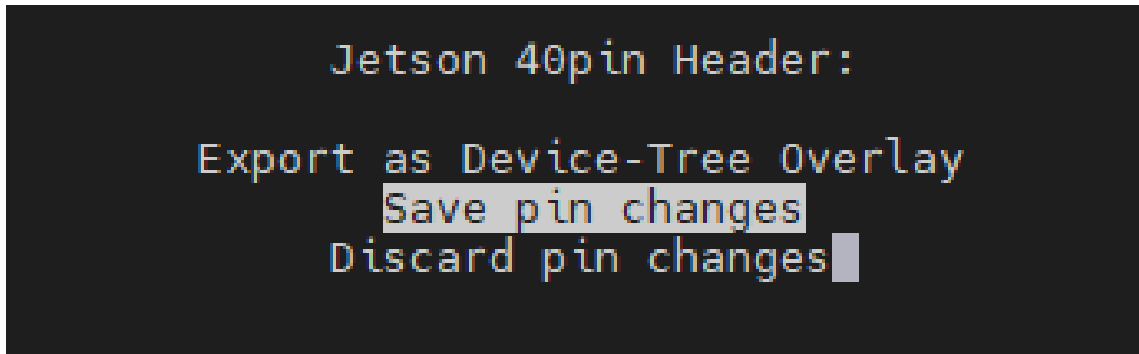 Jetson 40pin Header:
Export as Device-Tree Overlay
Save pin changes
Discard pin changes